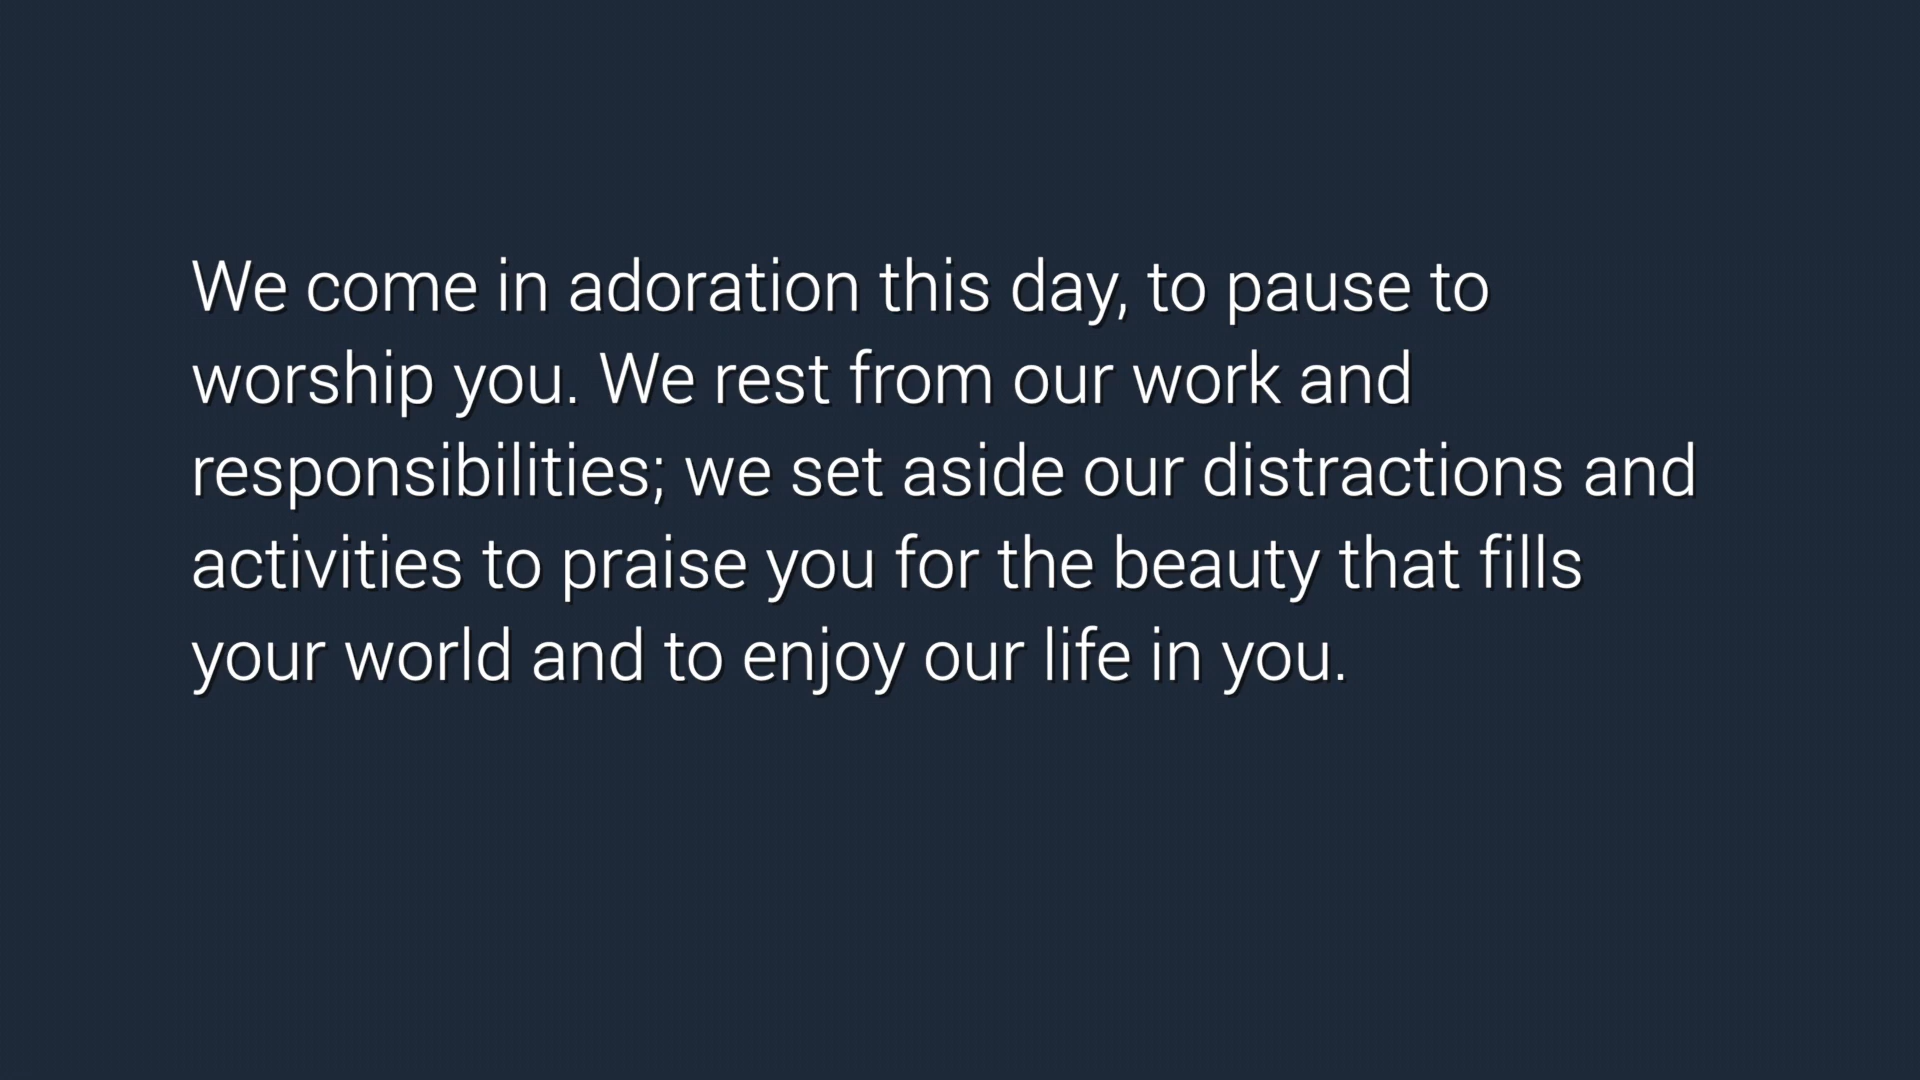 We come in adoration this day, to pause to
worship you. We rest from our work and
responsibilities; we set aside our distractions and
activities to praise you for the beauty that fills
your world and to enjoy our life in you.